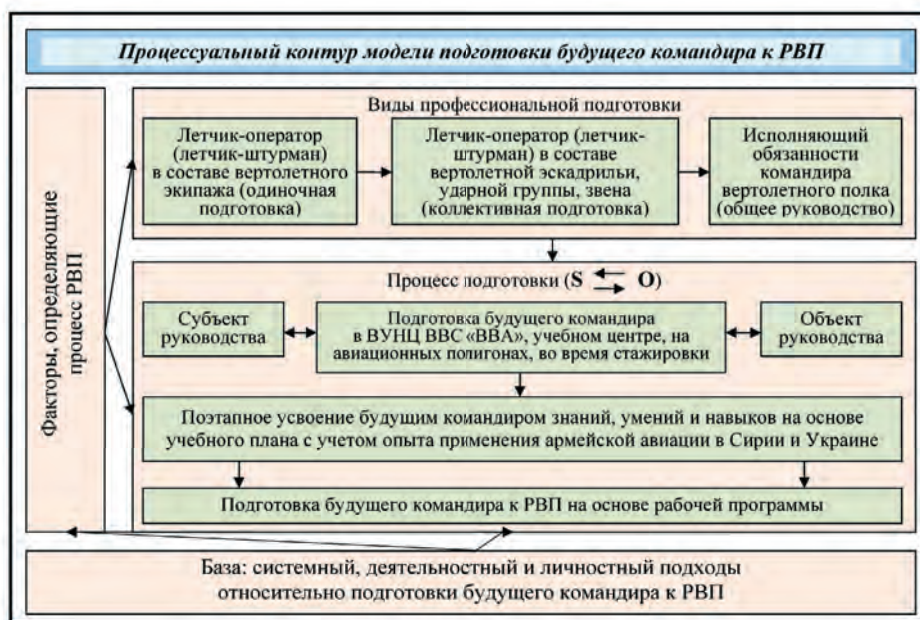 Процессуальный контур модели подготовки будущего командира к РВП
Факторы, определяющие
процесс РВП
Виды профессиональной подготовки
Летчик-оператор
(летчик-штурман)
в составе вертолетного
экипажа (одиночная
подготовка)
Летчик-оператор (летчик-
штурман) в составе
вертолетной эскадрильи,
ударной группы, звена
(коллективная подготовка)
Исполняющий
обязанности
командира
вертолетного полка
(общее руководство)
Процесс подготовки (S О)
Субъект
руководства
Подготовка будущего командира
в ВУНЦ ВВС «ВВА», учебном центре, на
авиационных полигонах, во время стажировки
Объект
руководства
Поэтапное усвоение будущим командиром знаний, умений и навыков на основе
учебного плана с учетом опыта применения армейской авиации в Сирии и Украине
Подготовка будущего командира к РВП на основе рабочей программы
База: системный, деятельностный и личностный подходы
относительно подготовки будущего командира к РВП